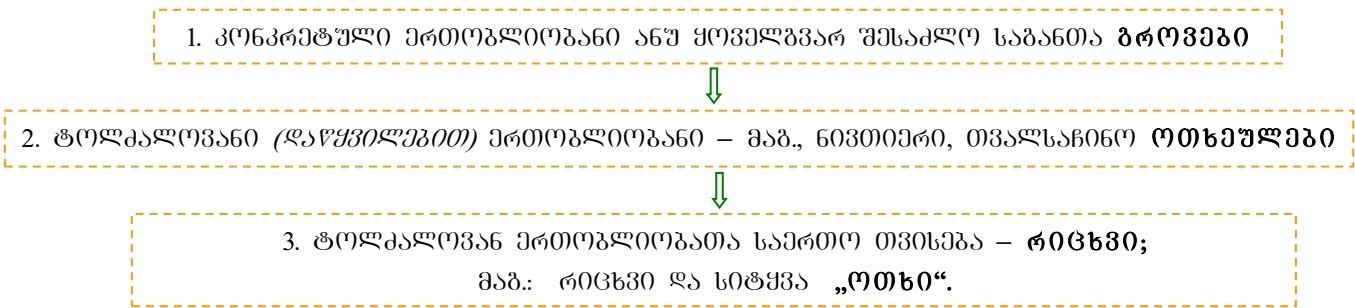 1. კონკრეტული ერთობლიობანი ანუ ყოველგვარ შესაძლო საგანთა გროვები
2. ტოლძალოვანი (დაწყვილებით) ერთობლიობანი – მაგ., ნივთიერი, თვალსაჩინო ოთხეულები
3. ტოლძალოვან ერთობლიობათა საერთო თვისება – რიცხვი;
მაგ.: რიცხვი და სიტყვა „ოთხი“.